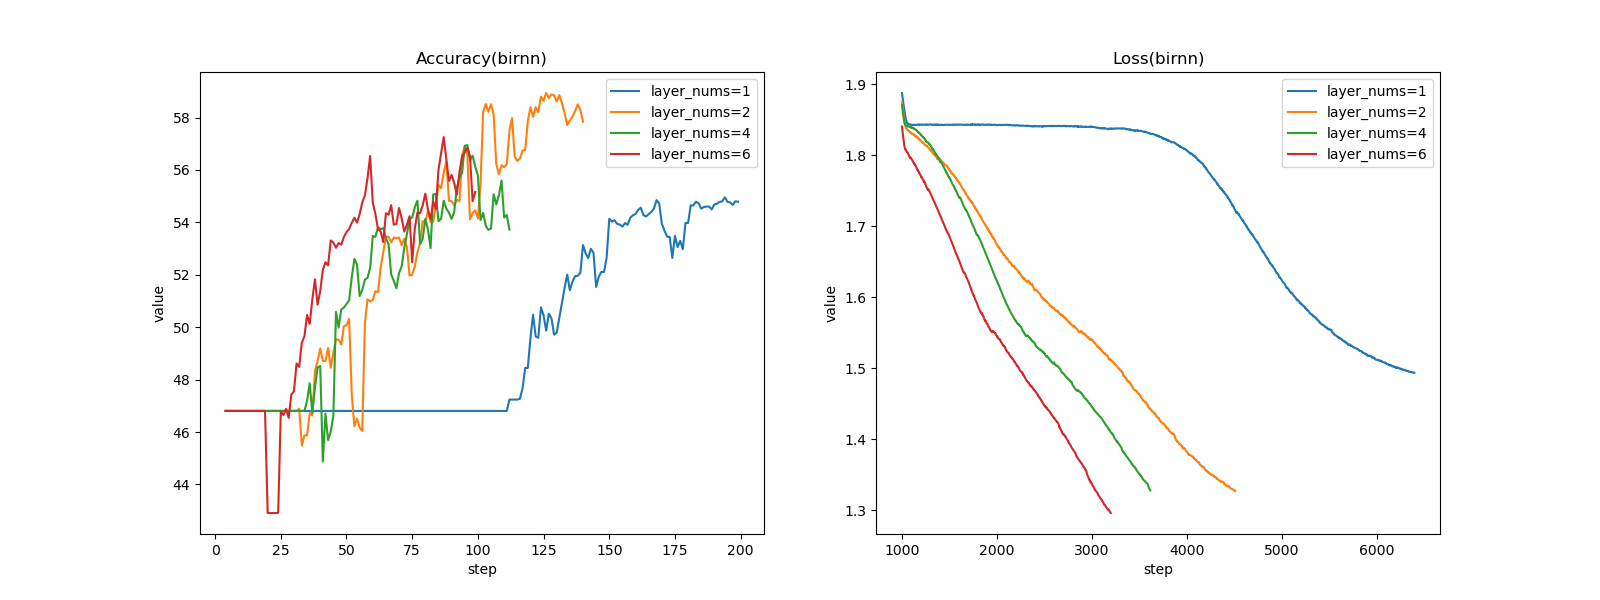 Accuracy(birnn)
value
58
56
54
52
50
48
46
44
0
25
50
75
100
125
150
175
200
step
layer_nums=1
layer_nums=2
layer_nums=4
layer_nums=6
Loss(birnn)
value
1.9
1.8
1.7
1.6
1.5
1.4
1.3
1000
2000
3000
4000
5000
6000
step
layer_nums=1
layer_nums=2
layer_nums=4
layer_nums=6